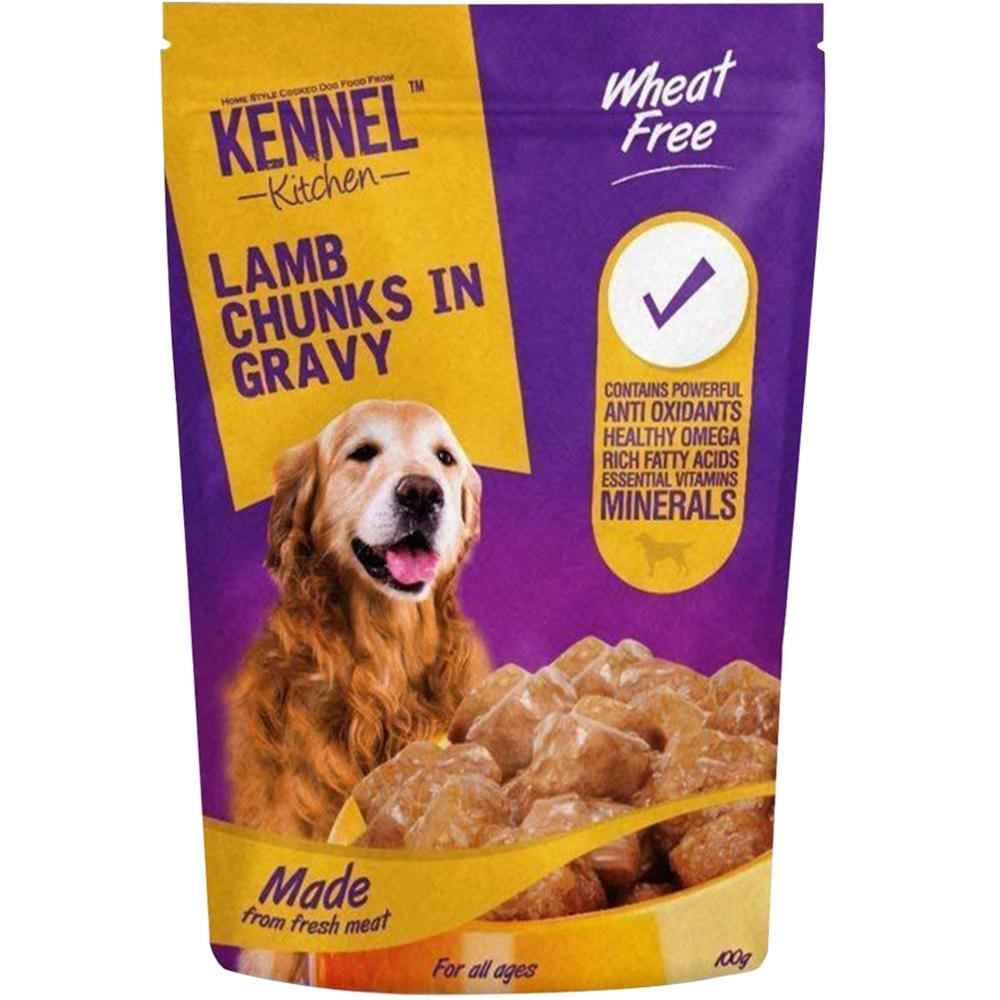 HOME STYLE COOKED DOG FOOD FROM
KENNEL™
Kitchen
LAMB
CHUNKS IN
GRAVY
Wheat
Free
CONTAINS POWERFUL
ANTI OXIDANTS
HEALTHY OMEGA
RICH FATTY ACIDS
ESSENTIAL VITAMINS
MINERALS
Made
from fresh meat
For all ages
100g